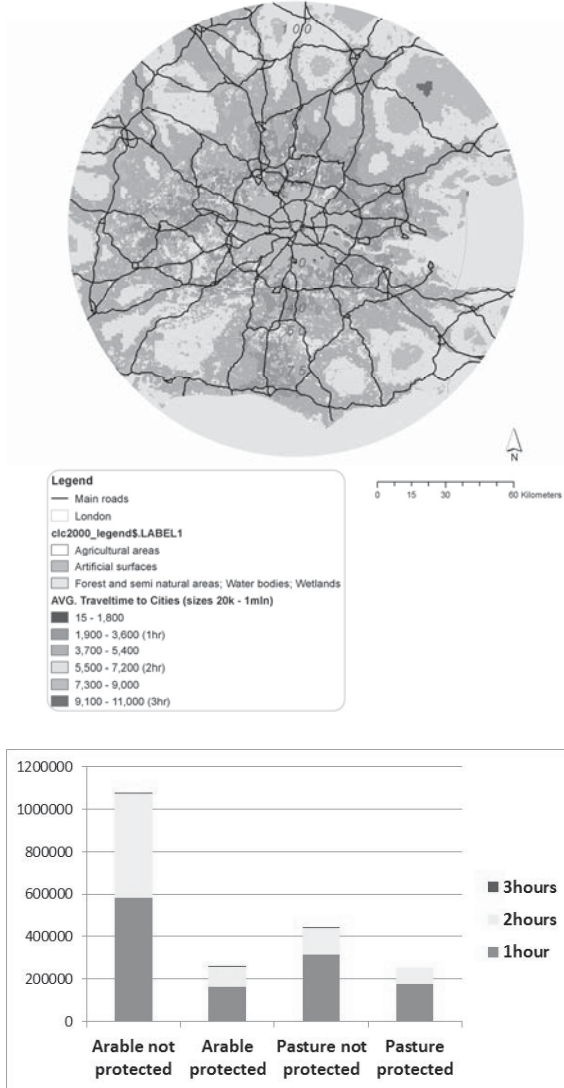 100
75
N
Legend
Main roads
London
clc2000_legend$.LABEL1
Agricultural areas
Artificial surfaces
Forest and semi natural areas; Water bodies; Wetlands
AVG. Traveltime to Cities (sizes 20k - 1mln)
15 - 1,800
1,900 - 3,600 (1hr)
3,700 - 5,400
5,500 - 7,200 (2hr)
7,300 - 9,000
9,100 - 11,000 (3hr)
0 15 30 60 Kilometers
1200000
1000000
800000
600000
400000
200000
0
3hours
2hours
1hour
Arable not protected
Arable protected
Pasture not protected
Pasture protected